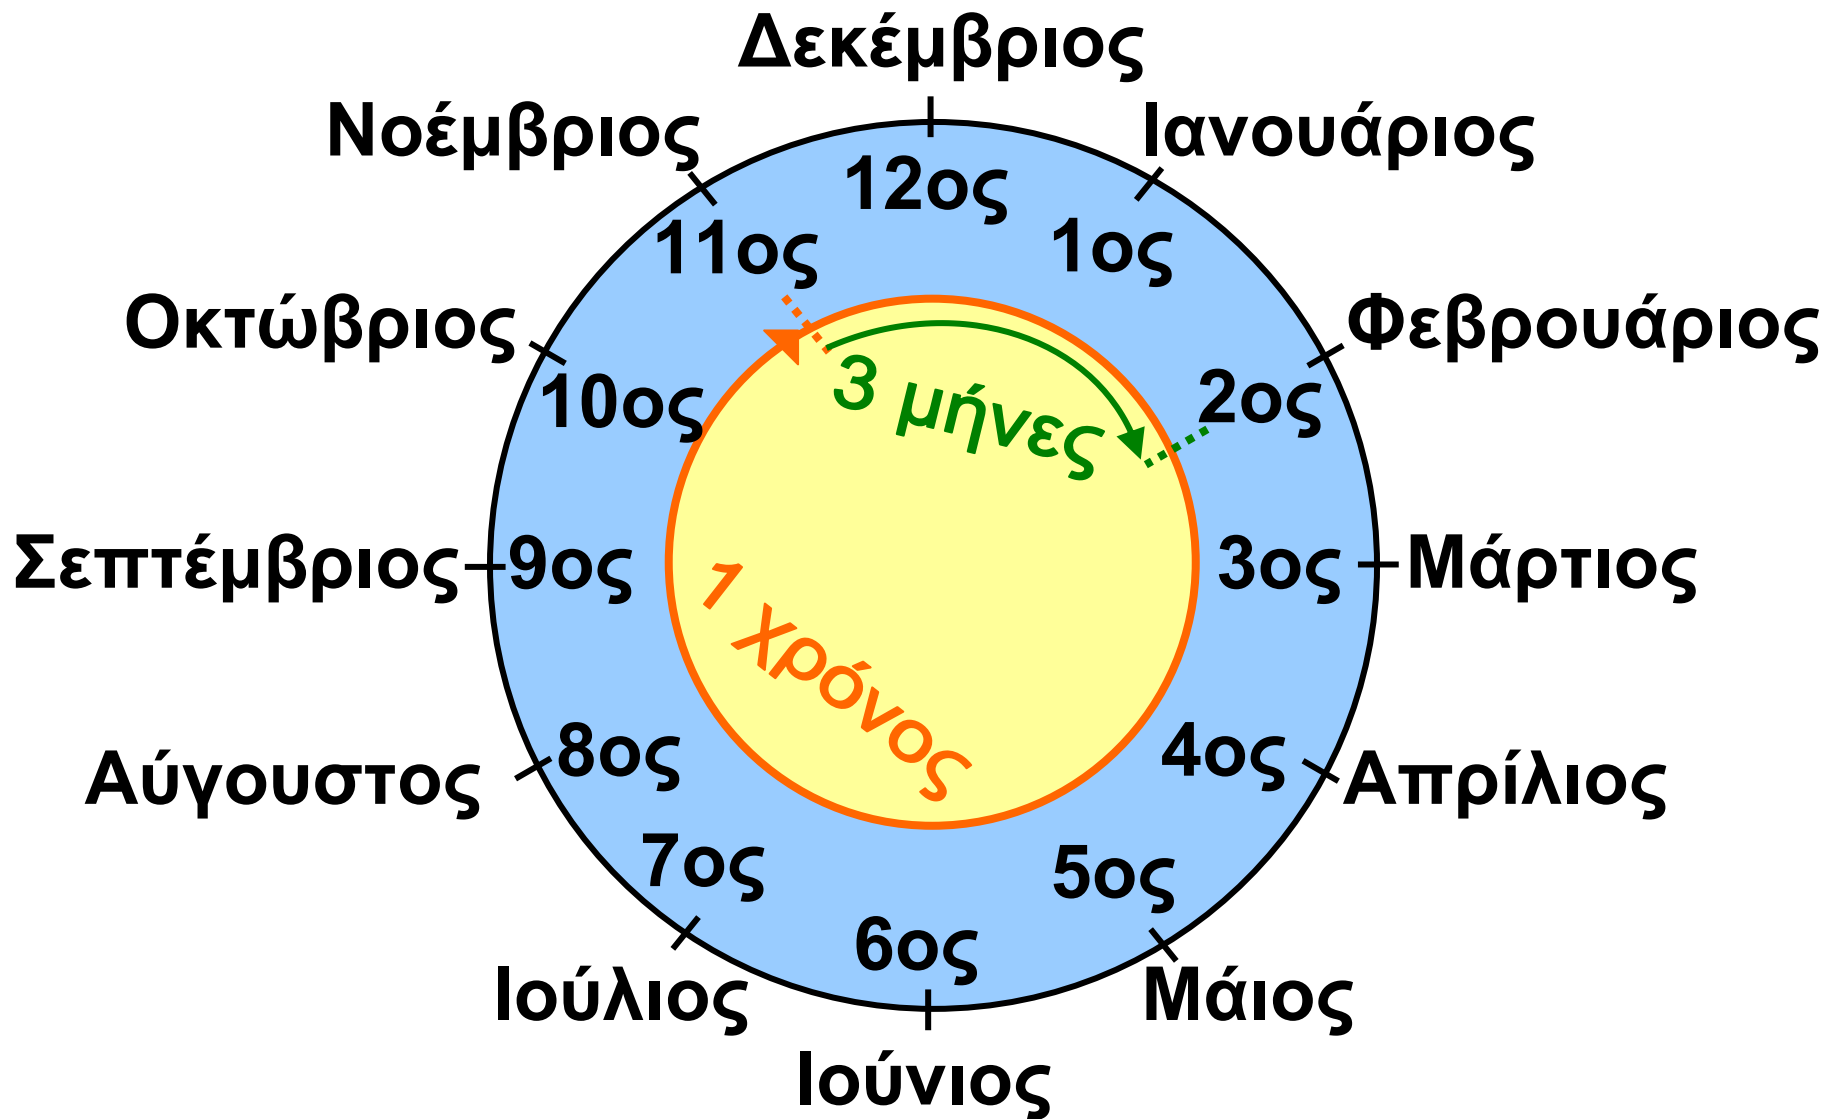 Δεκέμβριος
Νοέμβριος
Ιανουάριος
12ος
11ος
1ος
Οκτώβριος
Φεβρουάριος
10ος
3 μήνες
2ος
Σεπτέμβριος
9ος
3ος
Μάρτιος
1 χρόνος
Αύγουστος
8ος
4ος
Απρίλιος
7ος
5ος
6ος
Ιούλιος
Μάιος
Ιούνιος